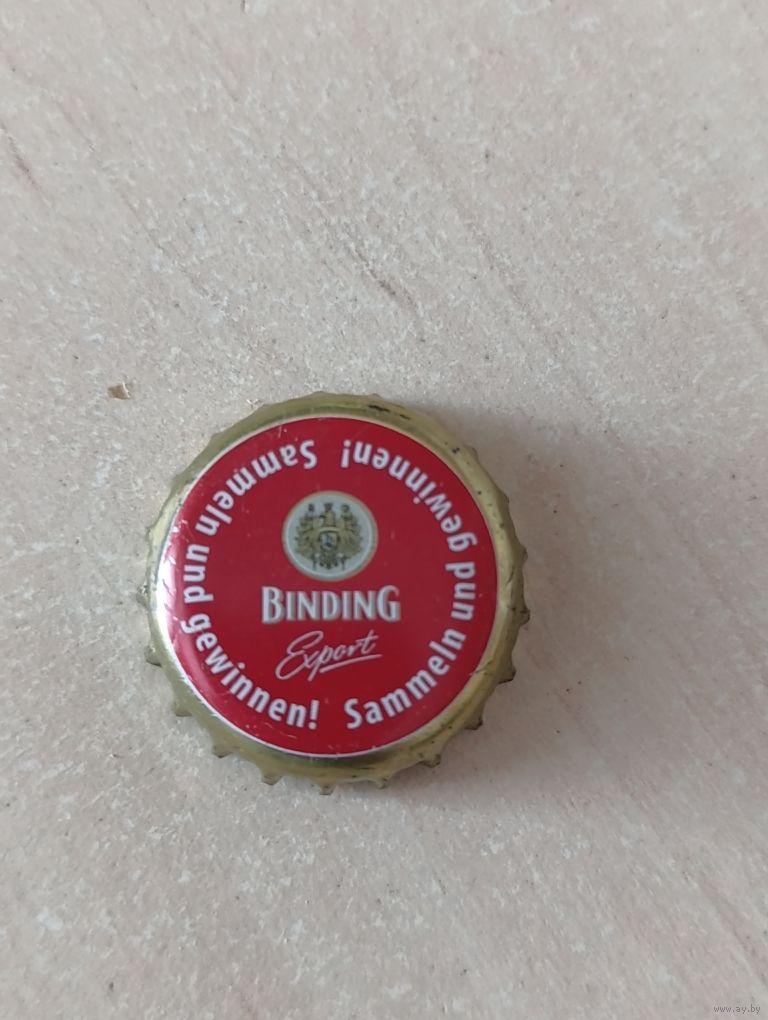 Sammeln und gewinnen!
Sammeln und gewinnen!
BINDING
Export
www.ay.by